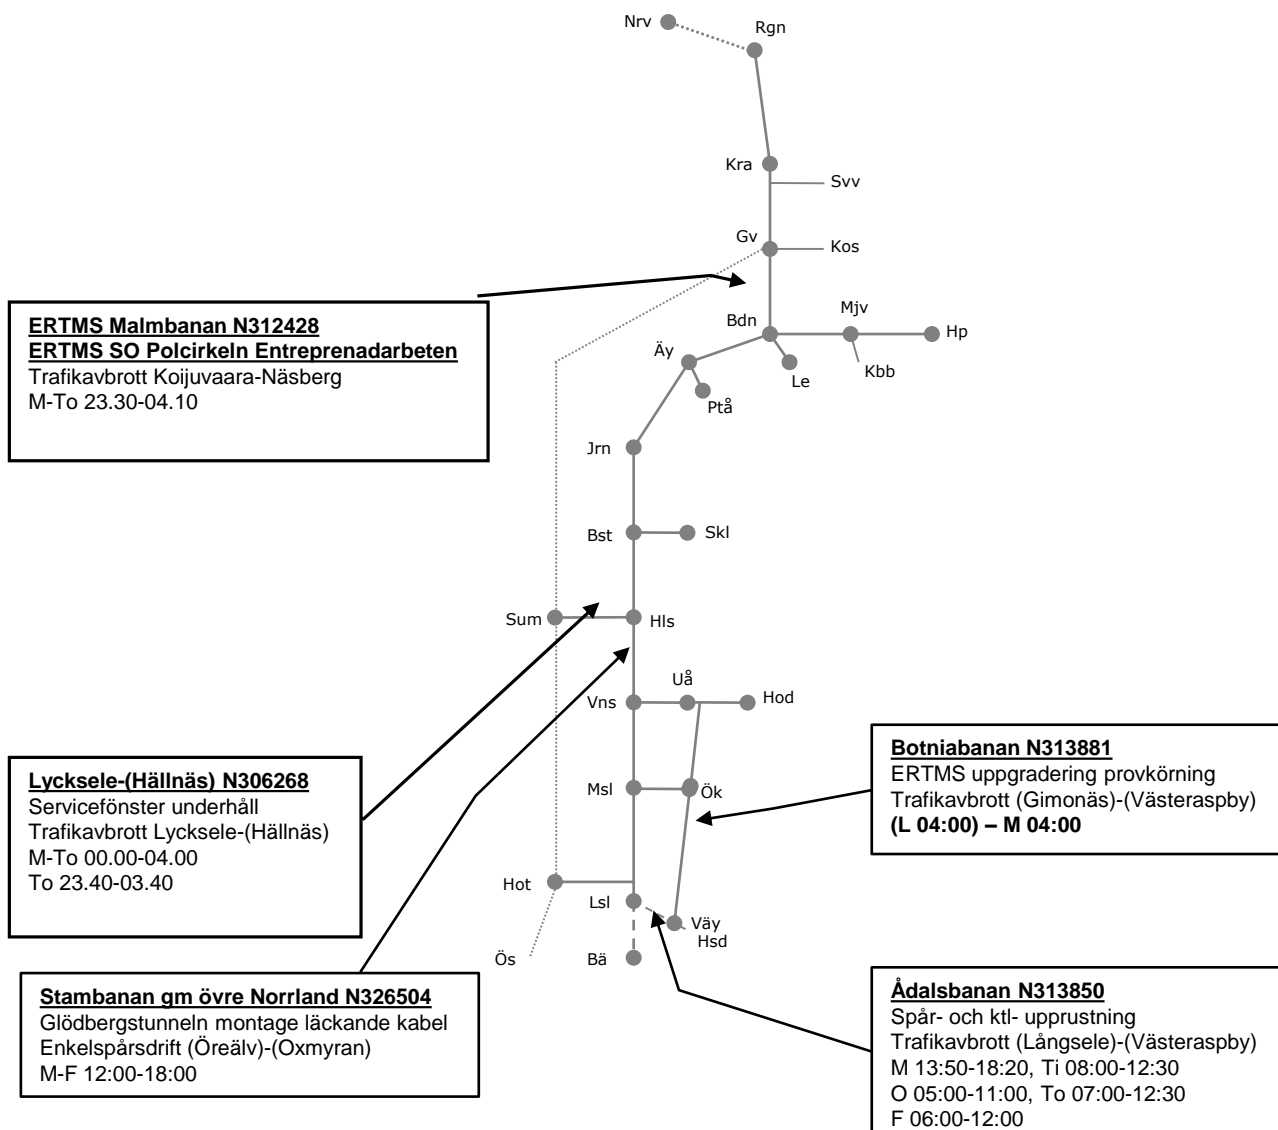 Nrv
Rgn
Kra
Svv
Gv
Kos
Bdn
Mjv
Hp
Kbb
Le
Äy
Ptå
Jrn
Bst
Skl
Sum
Hls
Vns
Uå
Hod
Msl
Ök
Hot
Lsl
Väy
Hsd
Ös
Bä
ERTMS Malmbanan N312428
ERTMS SO Polcirkeln Entreprenadarbeten
Trafikavbrott Koijuvaara-Näsberg
M-To 23.30-04.10
Lycksele-(Hällnäs) N306268
Servicefönster underhåll
Trafikavbrott Lycksele-(Hällnäs)
M-To 00.00-04.00
To 23.40-03.40
Stambanan gm övre Norrland N326504
Glödbergstunneln montage läckande kabel
Enkelspårsdrift (Öreälv)-(Oxmyran)
M-F 12:00-18:00
Botniabanan N313881
ERTMS uppgradering provkörning
Trafikavbrott (Gimonäs)-(Västeraspby)
(L 04:00) – M 04:00
Ådalsbanan N313850
Spår- och ktl- upprustning
Trafikavbrott (Långsele)-(Västeraspby)
M 13:50-18:20, Ti 08:00-12:30
O 05:00-11:00, To 07:00-12:30
F 06:00-12:00